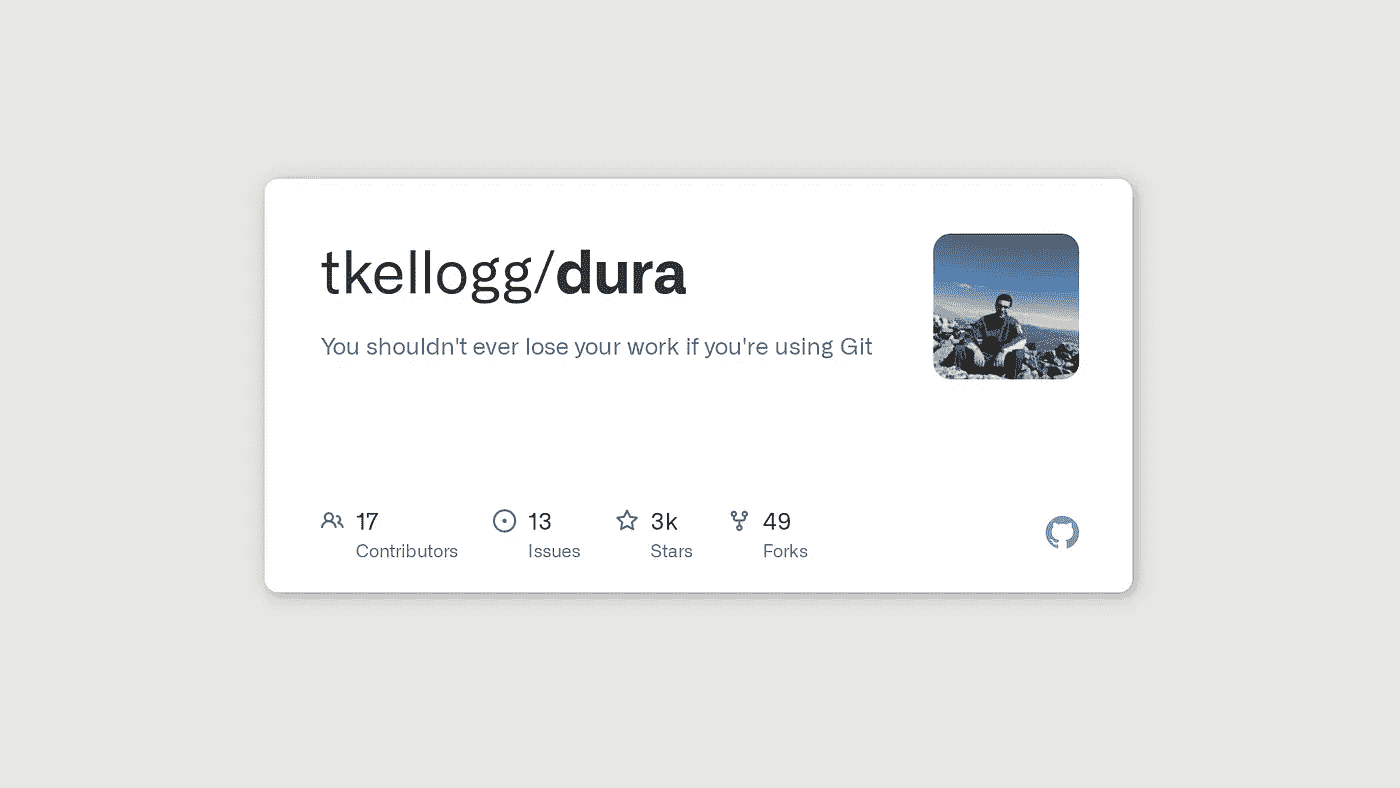 tkellogg/dura
You shouldn't ever lose your work if you're using Git
17 13 3k 49
Contributors Issues Stars Forks